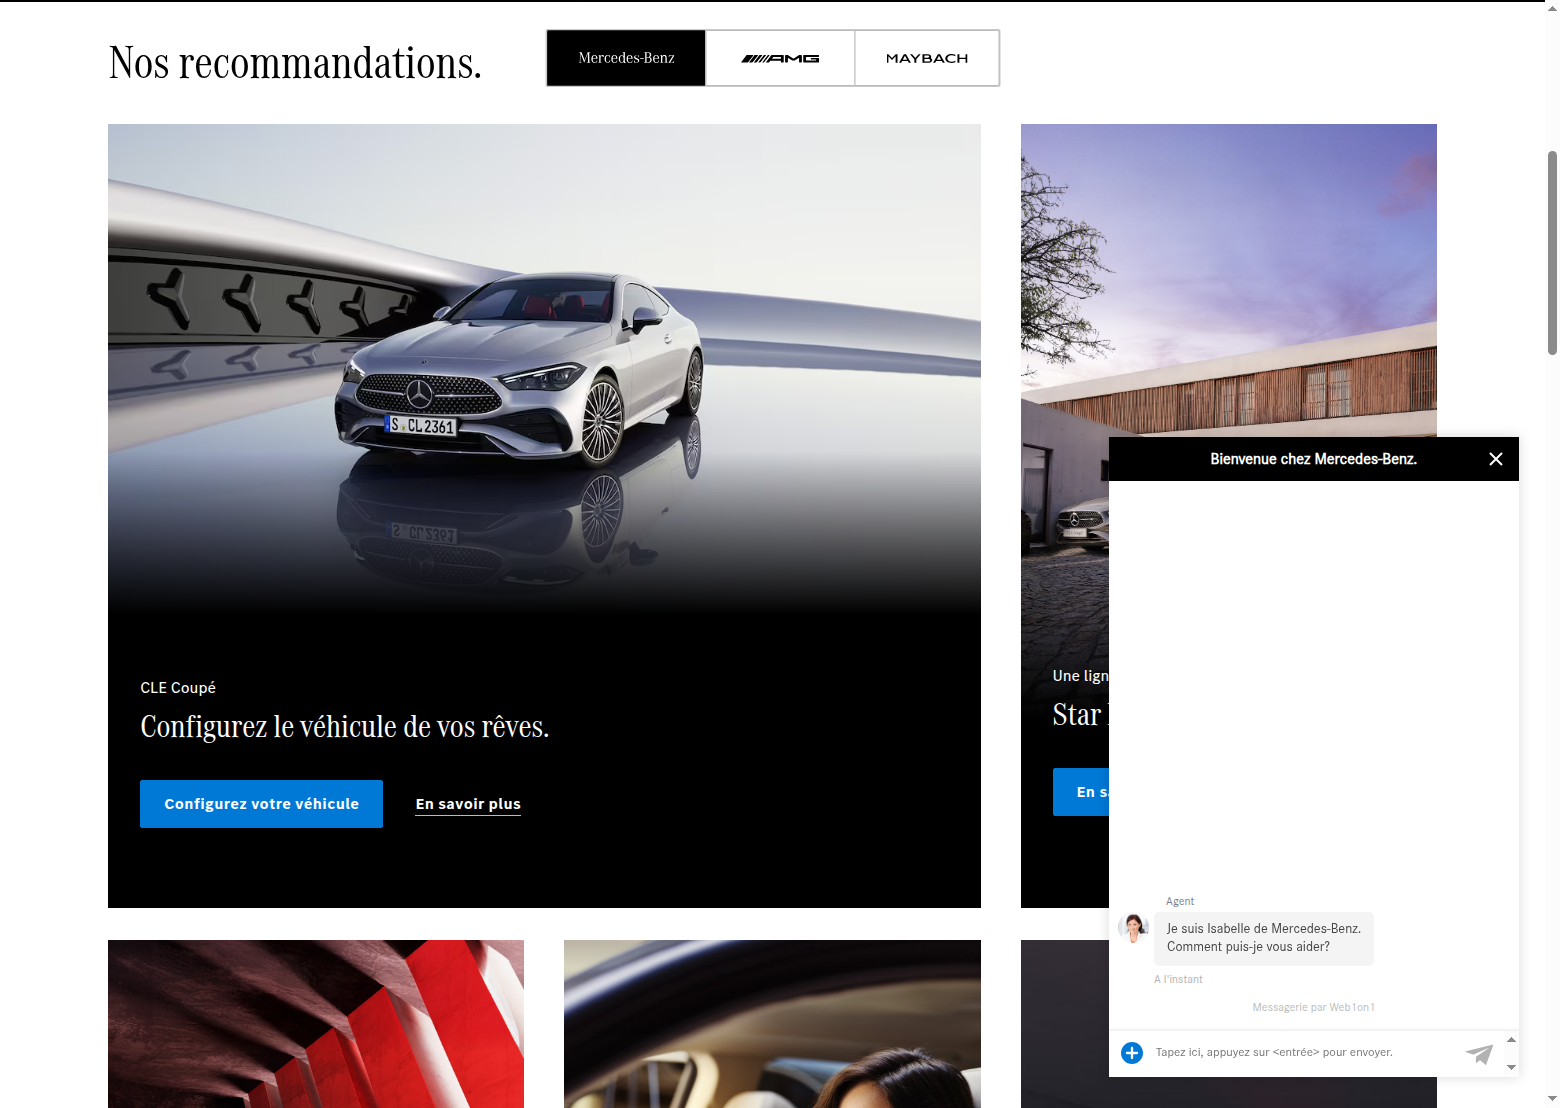 Nos recommandations.
Mercedes-Benz
AMG
MAYBACH
S CL 2361
CLE Coupé
Configurez le véhicule de vos rêves.
Configurez votre véhicule
En savoir plus
Une lign
Star
En sa
Bienvenue chez Mercedes-Benz.
Agent
Je suis Isabelle de Mercedes-Benz.
Comment puis-je vous aider?
A l'instant
Messagerie par Web1on1
Tapez ici, appuyez sur <entrée> pour envoyer.